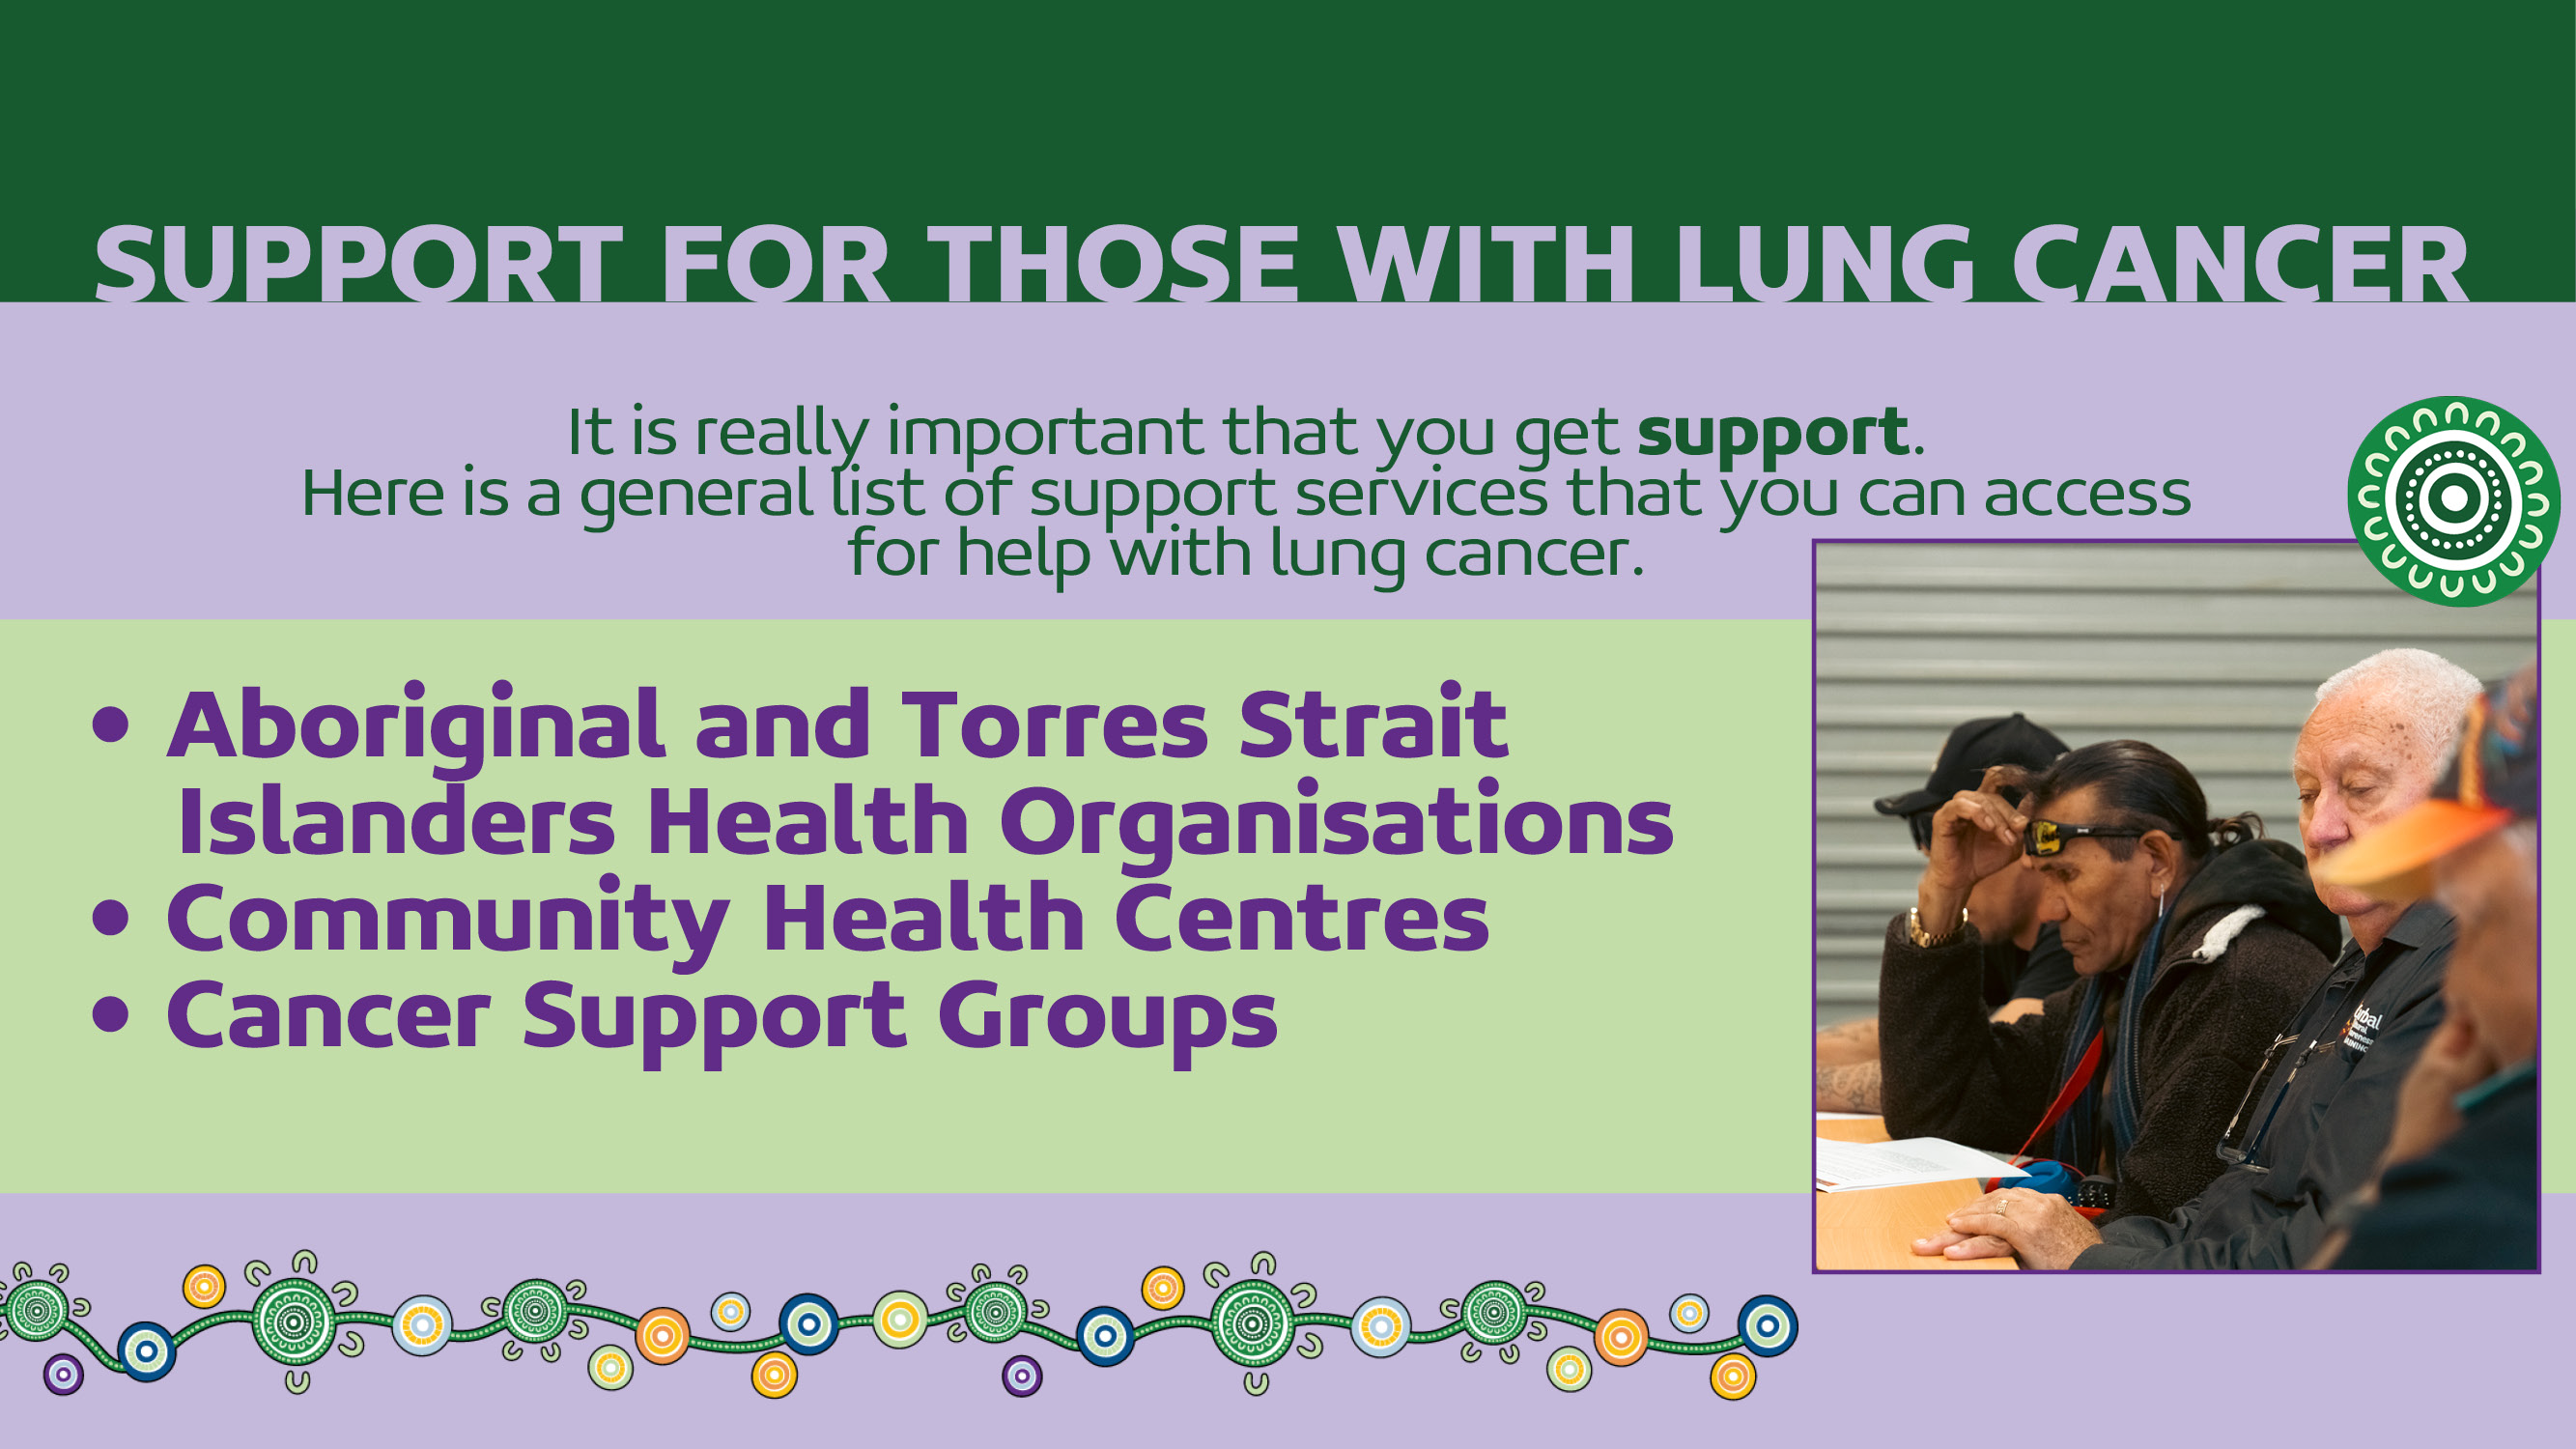 SUPPORT FOR THOSE WITH LUNG CANCER
It is really important that you get support.
Here is a general list of support services that you can access
for help with lung cancer.
• Aboriginal and Torres Strait
Islanders Health Organisations
• Community Health Centres
• Cancer Support Groups